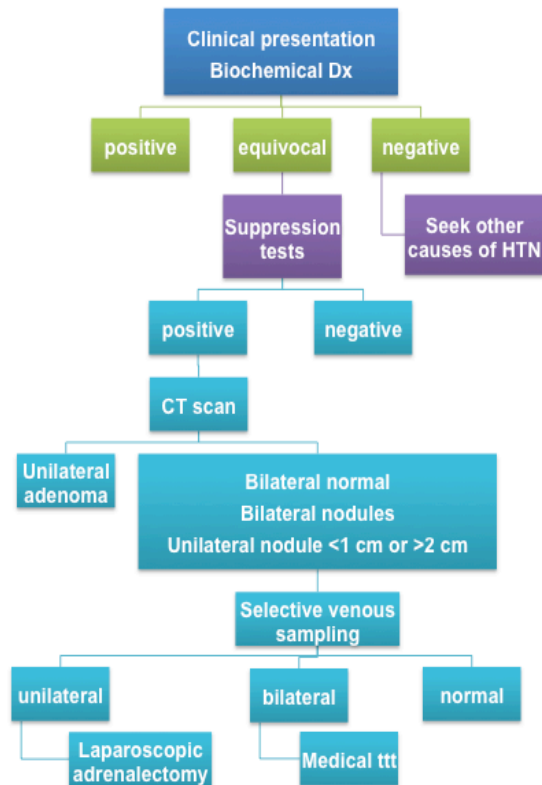 Clinical presentation
Biochemical Dx
positive
equivocal
negative
Suppression
tests
Seek other
causes of HTN
positive
negative
CT scan
Unilateral
adenoma
Bilateral normal
Bilateral nodules
Unilateral nodule <1 cm or >2 cm
Selective venous
sampling
unilateral
bilateral
normal
Laparoscopic
adrenalectomy
Medical ttt